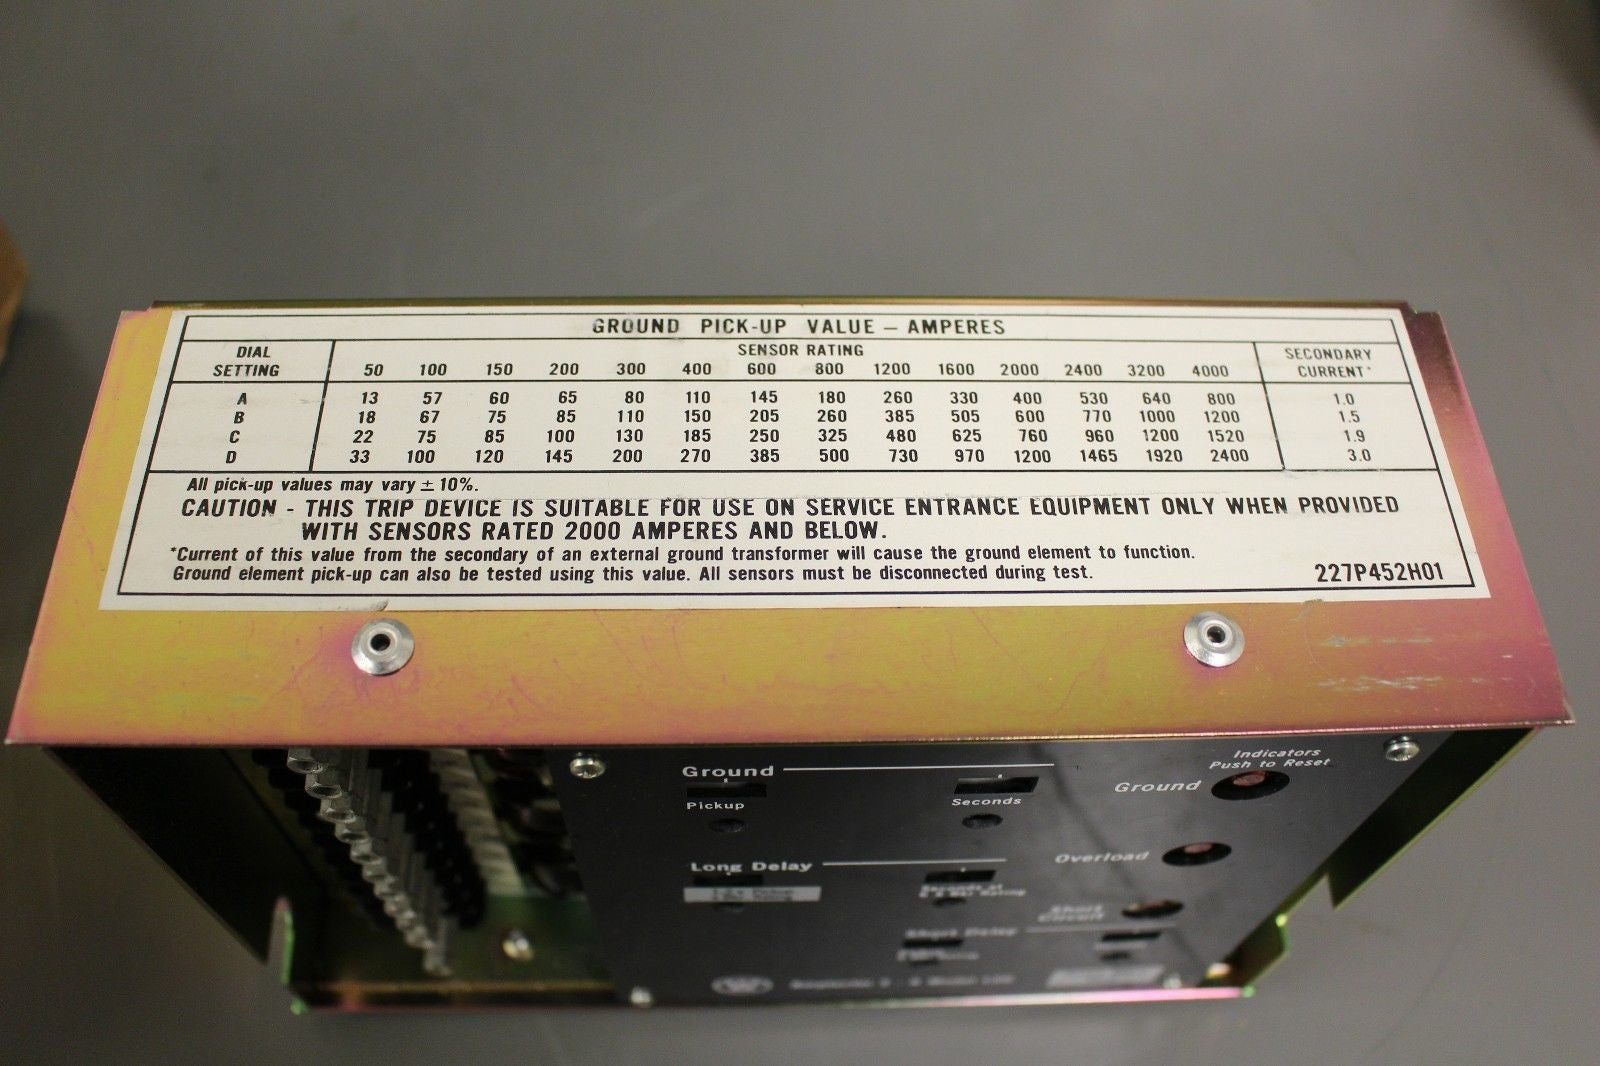 GROUND PICK-UP VALUE – AMPERES
DIAL SETTING
SENSOR RATING
SECONDARY CURRENT*
50 100 150 200 300 400 600 800 1200 1600 2000 2400 3200 4000
A 13 57 60 65 80 110 145 180 260 330 400 530 640 800 1.0
B 18 67 75 85 110 150 205 260 385 505 600 770 1000 1200 1.5
C 22 75 85 100 130 185 250 325 480 625 760 960 1200 1520 1.9
D 33 100 120 145 200 270 385 500 730 970 1200 1465 1920 2400 3.0
All pick-up values may vary ± 10%.
CAUTION - THIS TRIP DEVICE IS SUITABLE FOR USE ON SERVICE ENTRANCE EQUIPMENT ONLY WHEN PROVIDED
WITH SENSORS RATED 2000 AMPERES AND BELOW.
*Current of this value from the secondary of an external ground transformer will cause the ground element to function.
Ground element pick-up can also be tested using this value. All sensors must be disconnected during test.
227P452H01
Indicators
Push to Reset
Ground
Pickup
Seconds
Ground
Long Delay
Overload
Seconds at
Short
Circuit
Short Delay